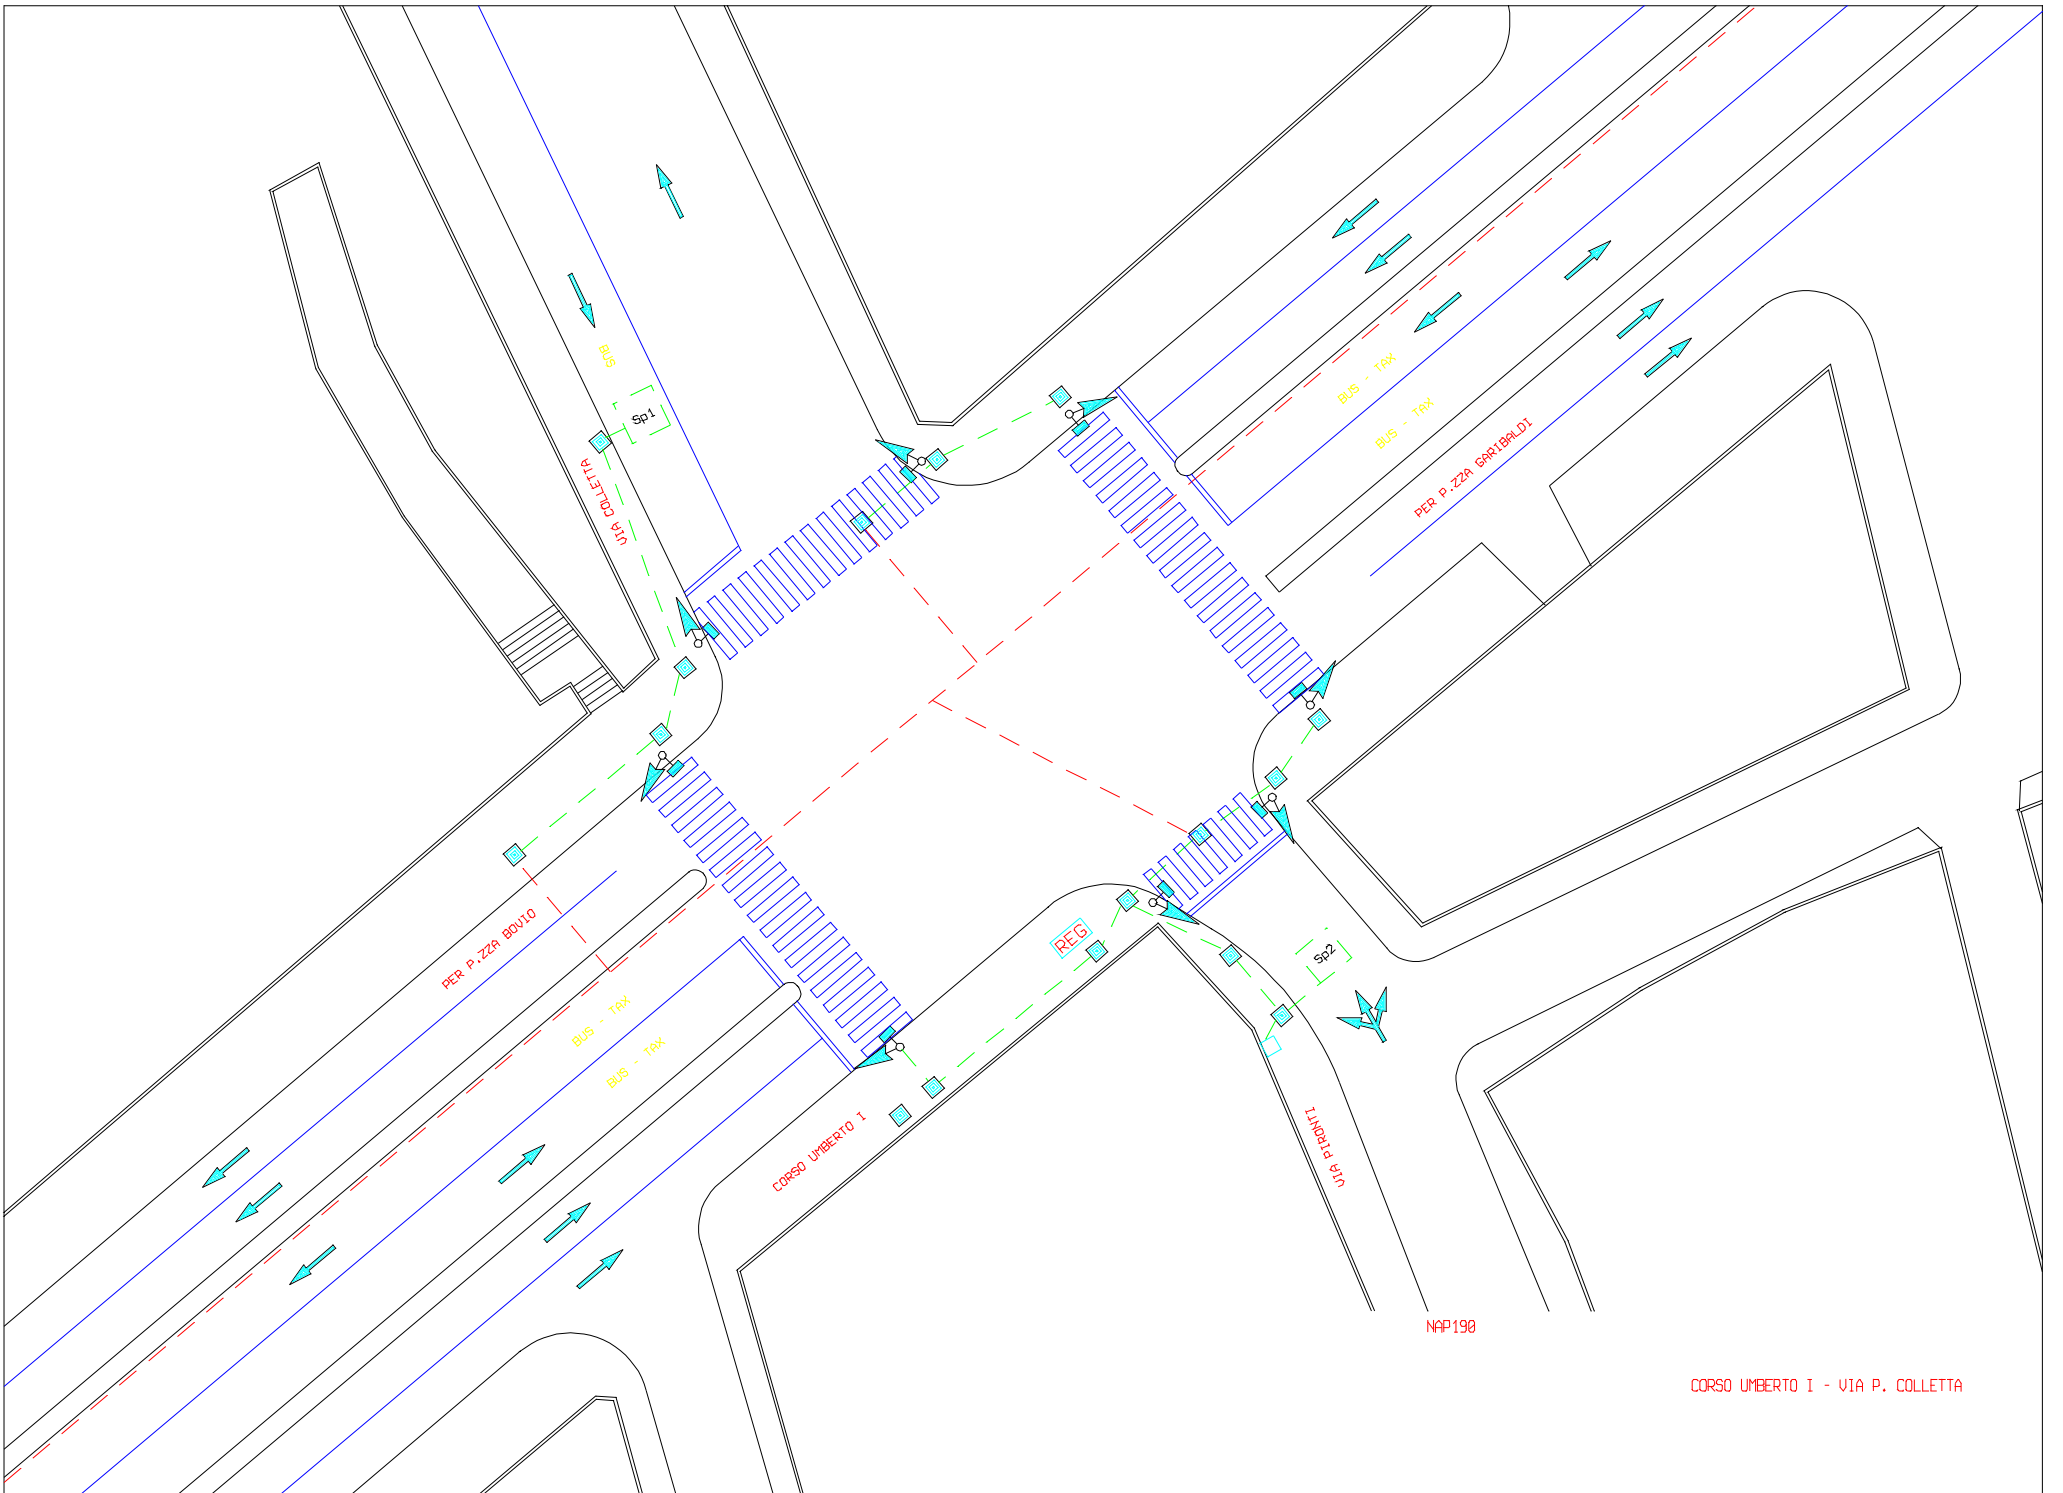 BUS
Sp1
VIA COLLETTA
BUS - TAX
BUS - TAX
PER P.ZZA GARIBALDI
PER P.ZZA BOVIO
REG
Sp2
BUS - TAX
BUS - TAX
CORSO UMBERTO I
VIA PIRONTI
NAP190
CORSO UMBERTO I - VIA P. COLLETTA